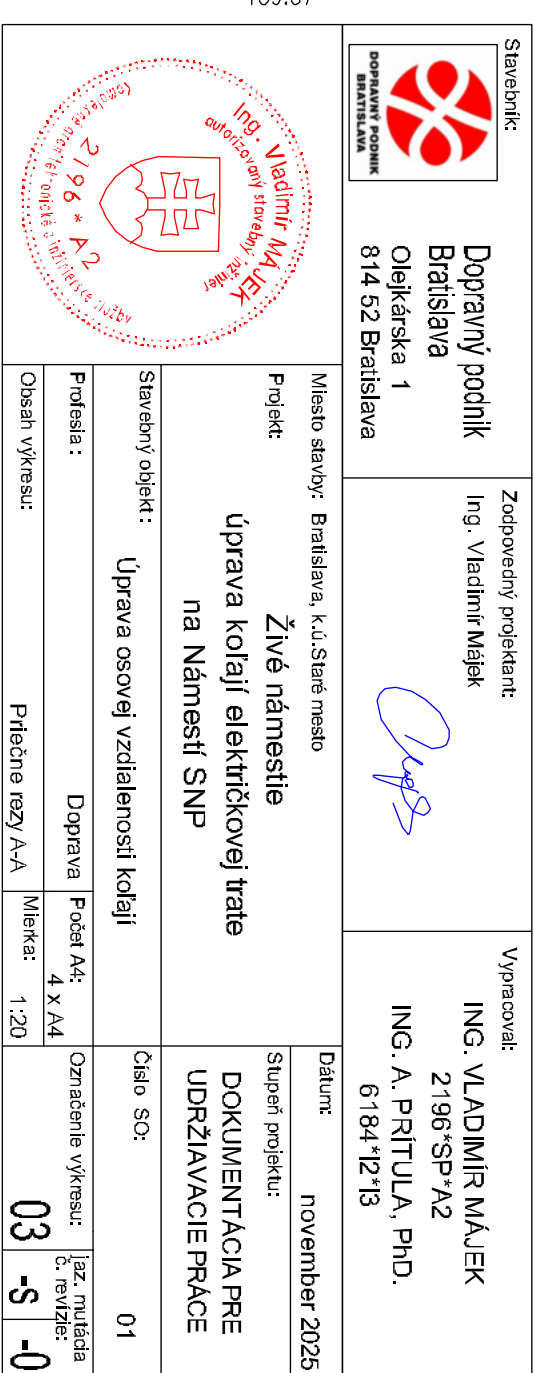 Stavebník:
DOPRAVNÝ PODNIK
BRATISLAVA
Dopravný podnik
Bratislava
Olejkárska 1
814 52 Bratislava
Zodpovedný projektant:
Ing. Vladimír Májek
Vypracoval:
ING. VLADIMÍR MÁJEK
2196*SP*A2
ING. A. PRÍTULA, PhD.
6184*I2*I3
Ing. Vladimír MÁJEK
autorizovaný stavebný inžinier
2196 * A2
Komplexné architektonické a inžinierske služby
Miesto stavby: Bratislava, k.ú.Staré mesto
Projekt:
Živé námestie
úprava koľají električkovej trate
na Námestí SNP
Dátum:
november 2025
Stupeň projektu:
DOKUMENTÁCIA PRE
UDRŽIAVACIE PRÁCE
Stavebný objekt :
Úprava osovej vzdialenosti koľají
Číslo SO:
01
Profesia :
Doprava
Počet A4:
4 x A4
Označenie výkresu:
03
jaz. mutácia
č. revízie:
-S
-0
Obsah výkresu:
Priečne rezy A-A
Mierka:
1:20